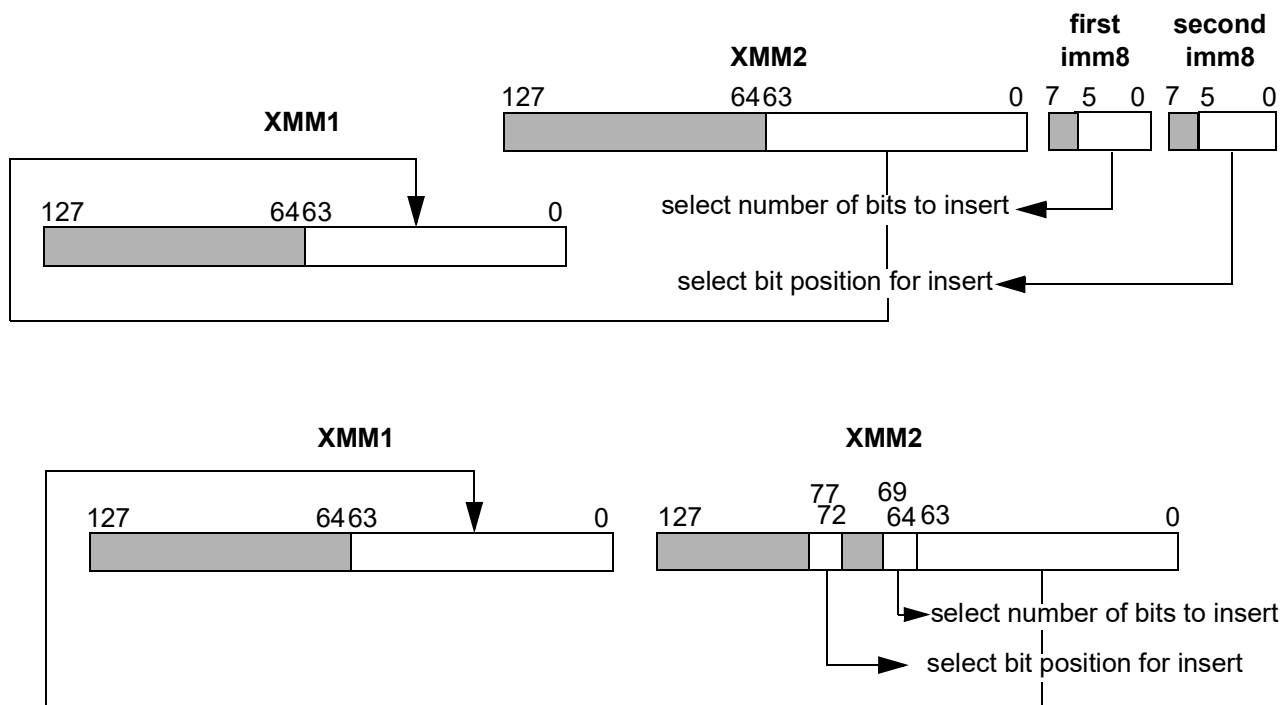 first second
imm8 imm8
XMM2
127 64 63 0 7 5 0 7 5 0
XMM1
select number of bits to insert
127 64 63 0
select bit position for insert
XMM1 XMM2
77 69
127 64 63 0 127 72 64 63 0
select number of bits to insert
select bit position for insert